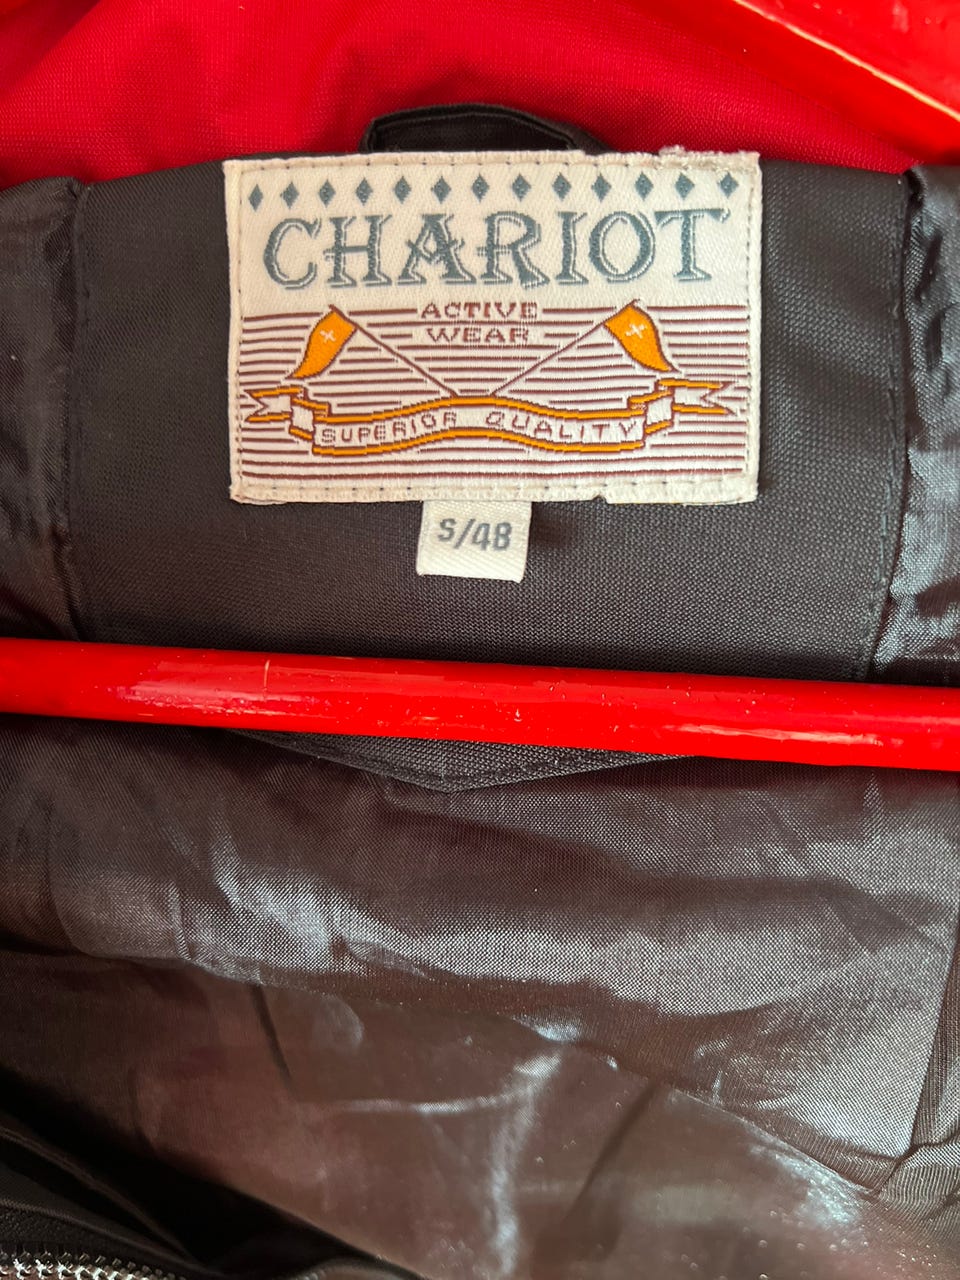 CHARIOT
ACTIVE
WEAR
SUPERIOR QUALITY
S/48